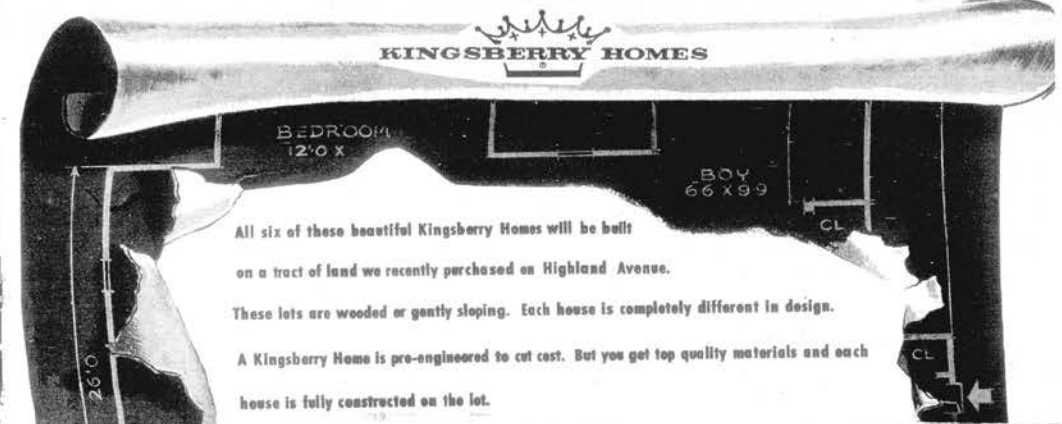 KINGSBERRY HOMES
®
BEDROOM
12'0 X
BOY
66 X 99
CL
All six of these beautiful Kingsberry Homes will be built
on a tract of land we recently purchased on Highland Avenue.
These lots are wooded or gently sloping. Each house is completely different in design.
A Kingsberry Home is pre-engineered to cut cost. But you get top quality materials and each
house is fully constructed on the lot.
CL
26'0